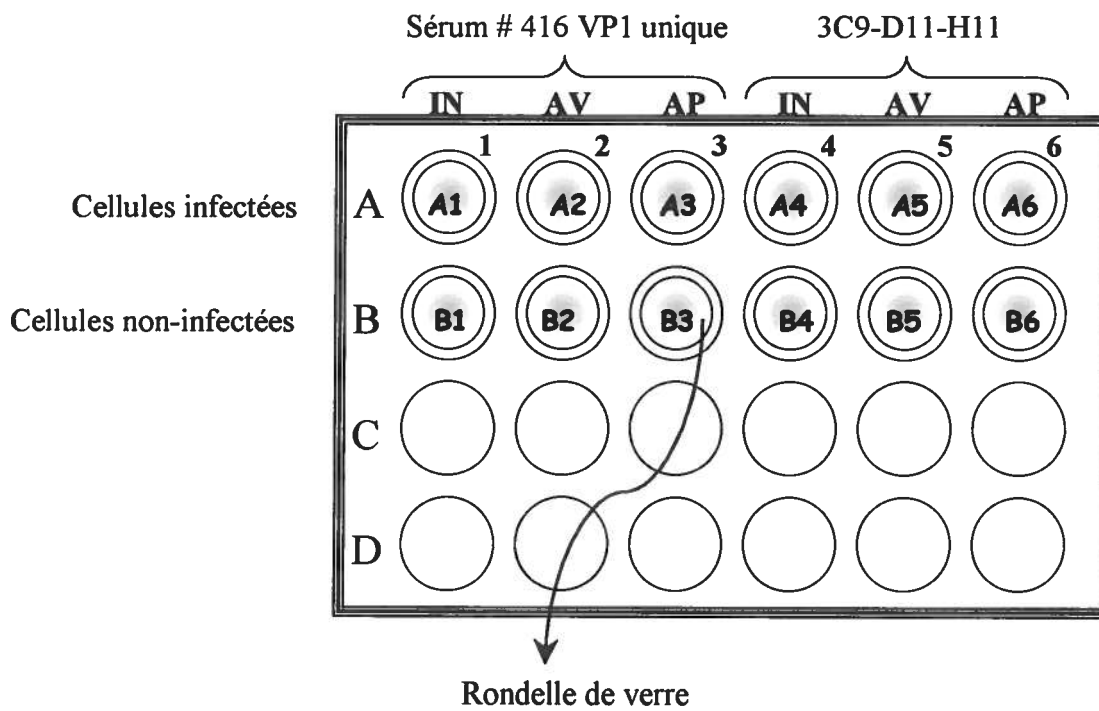 Sérum # 416 VP1 unique 3C9-D11-H11
IN AV AP IN AV AP
1 2 3 4 5 6
Cellules infectées A A1 A2 A3 A4 A5 A6
Cellules non-infectées B B1 B2 B3 B4 B5 B6
C
D
Rondelle de verre